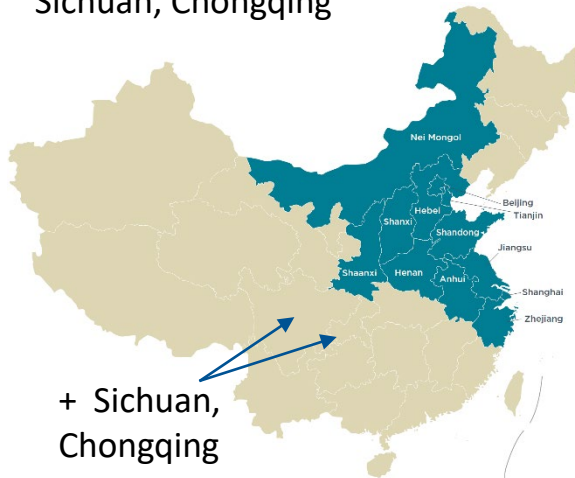 Sichuan, Chongqing
Nei Mongol
Beijing
Tianjin
Hebei
Shanxi
Shandong
Jiangsu
Shaanxi
Henan
Anhui
Shanghai
Zhejiang
+ Sichuan,
Chongqing